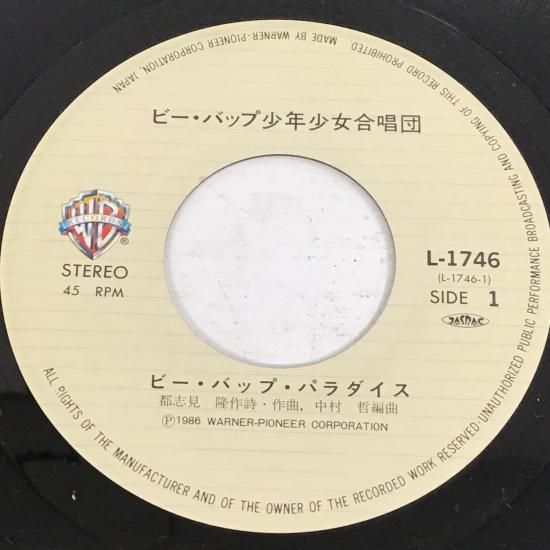 MADE BY WARNER-PIONEER CORPORATION, JAPAN
ビー・バップ少年少女合唱団
WB
RECORDS
®
STEREO
45 RPM
L-1746
(L-1746-1)
SIDE 1
JASRAC
ビー・バップ・パラダイス
都志見 隆作詩・作曲, 中村 哲編曲
Ⓟ1986 WARNER-PIONEER CORPORATION
ALL RIGHTS OF THE MANUFACTURER AND OF THE OWNER OF THE RECORDED WORK RESERVED-UNAUTHORIZED PUBLIC PERFORMANCE BROADCASTING AND COPYING OF THIS RECORD PROHIBITED